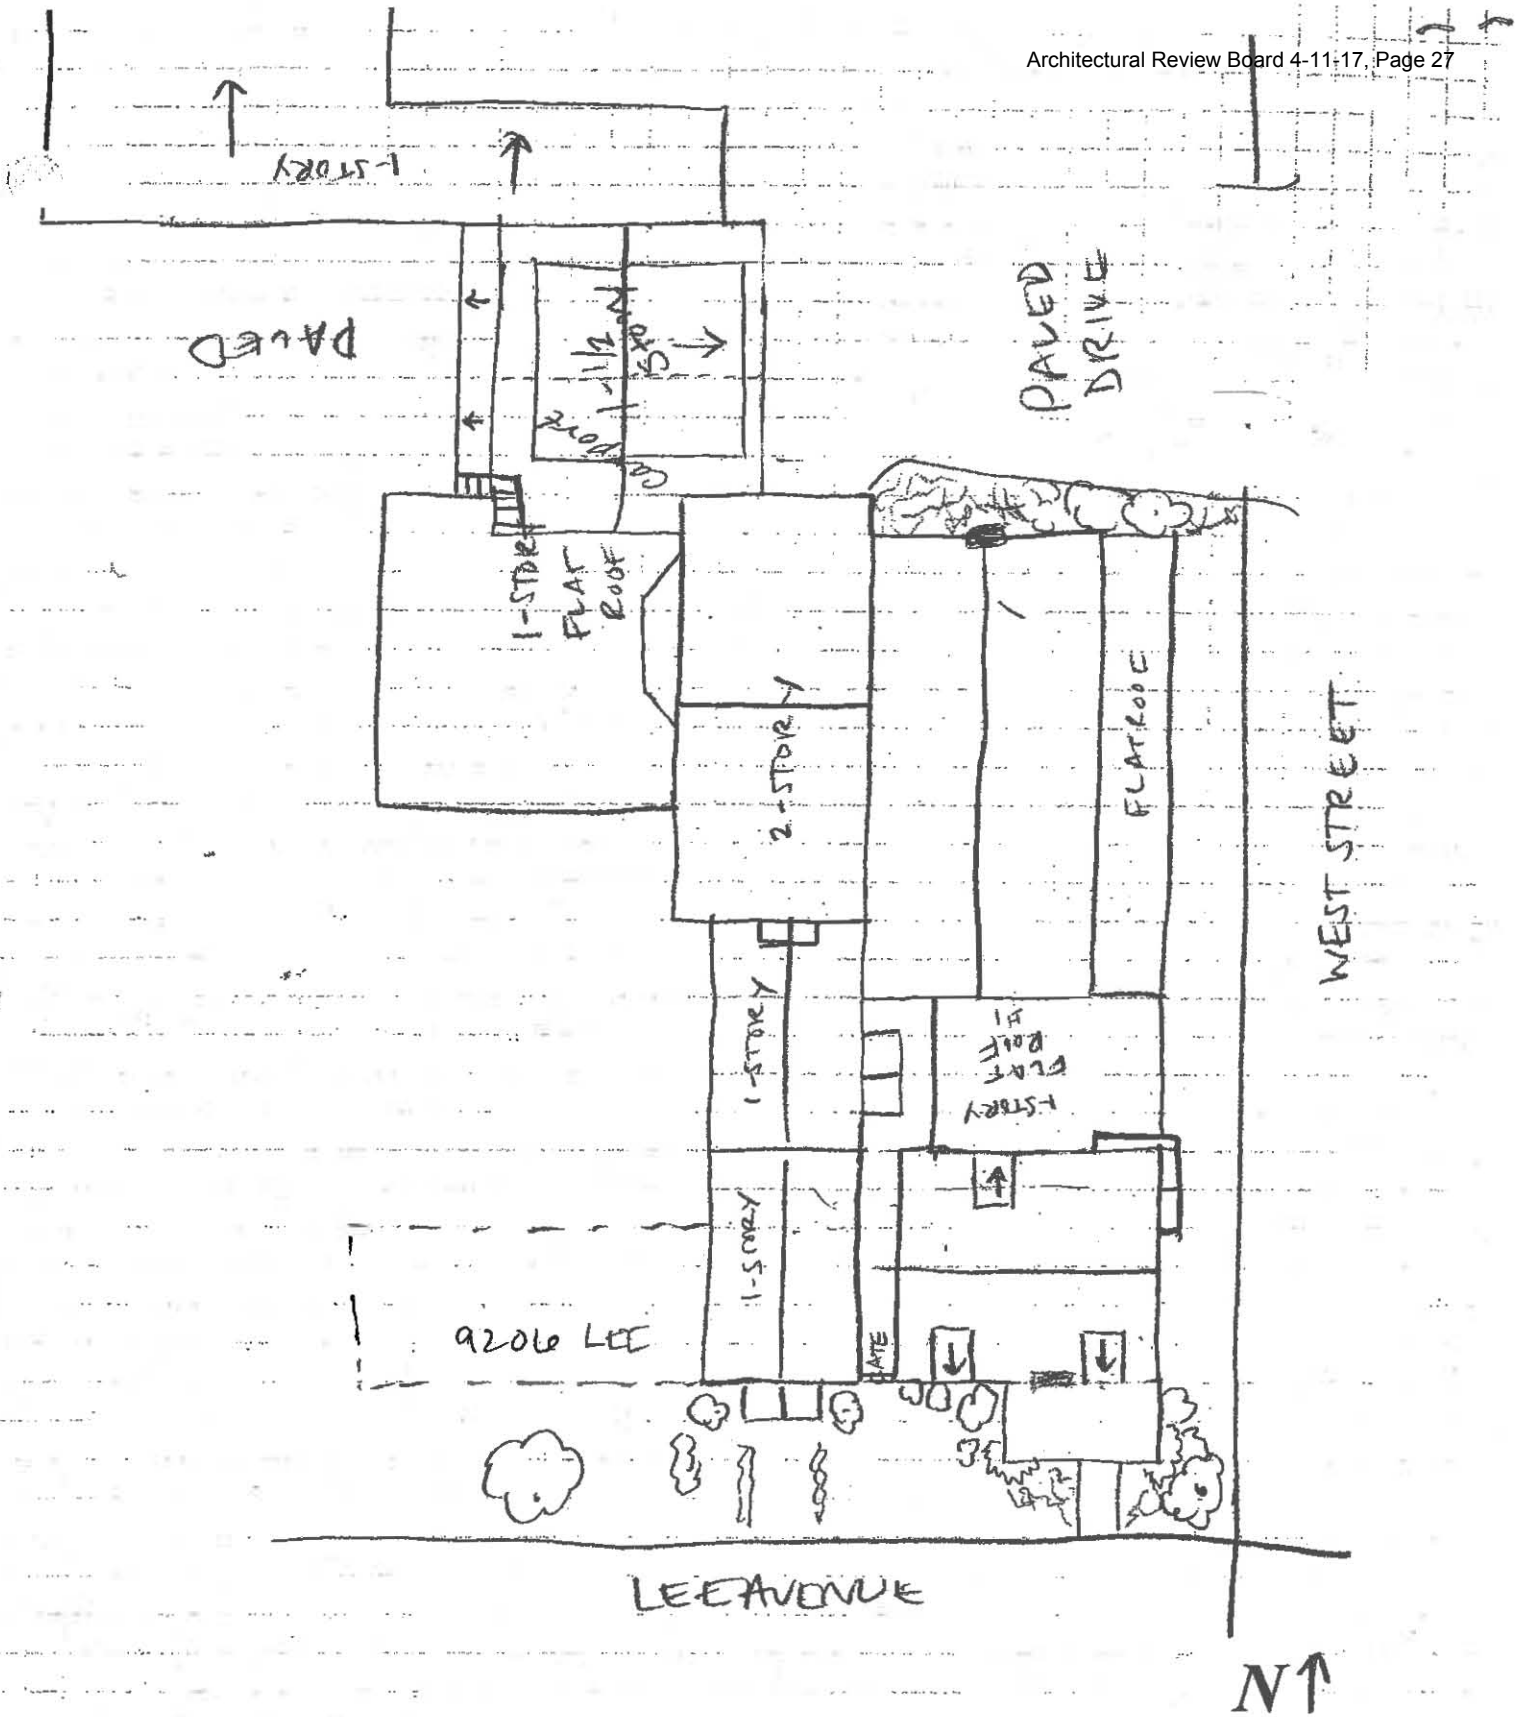 Architectural Review Board 4-11-17, Page 27
1-STORY
PAVED
1-1/2
Story
Carport
PAVED
DRIVE
1-STORY
FLAT
ROOF
2-STORY
FLAT ROOF
WEST STREET
1-STORY
1-STORY
FLAT
ROOF
1-STORY
9206 LEE
GATE
LEE AVENUE
N